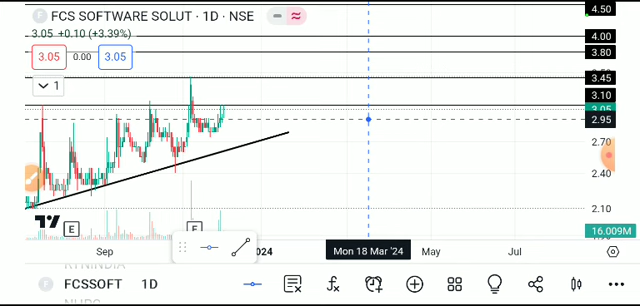 FCS SOFTWARE SOLUT · 1D · NSE
3.05 +0.10 (+3.39%)
3.05 0.00 3.05
1
4.50
4.00
3.80
3.45
3.10
3.05
2.95
2.70
2.40
2.10
16.009M
E E
Sep 2024 Mon 18 Mar '24 May Jul
FCSSOFT 1D